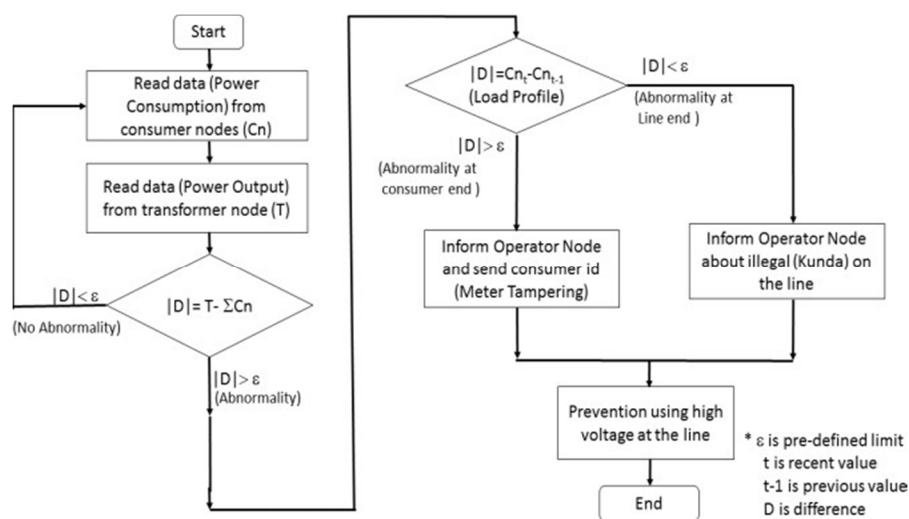 Start
Read data (Power
Consumption) from
consumer nodes (Cn)
Read data (Power Output)
from transformer node (T)
|D|< ε
|D|= T- ΣCn
(No Abnormality)
|D|> ε
(Abnormality)
|D|=Cnt-Cnt-1
(Load Profile)
|D|< ε
(Abnormality at
Line end )
|D|> ε
(Abnormality at
consumer end )
Inform Operator Node
and send consumer id
(Meter Tampering)
Inform Operator Node
about illegal (Kunda) on
the line
Prevention using high
voltage at the line
End
* ε is pre-defined limit
t is recent value
t-1 is previous value
D is difference